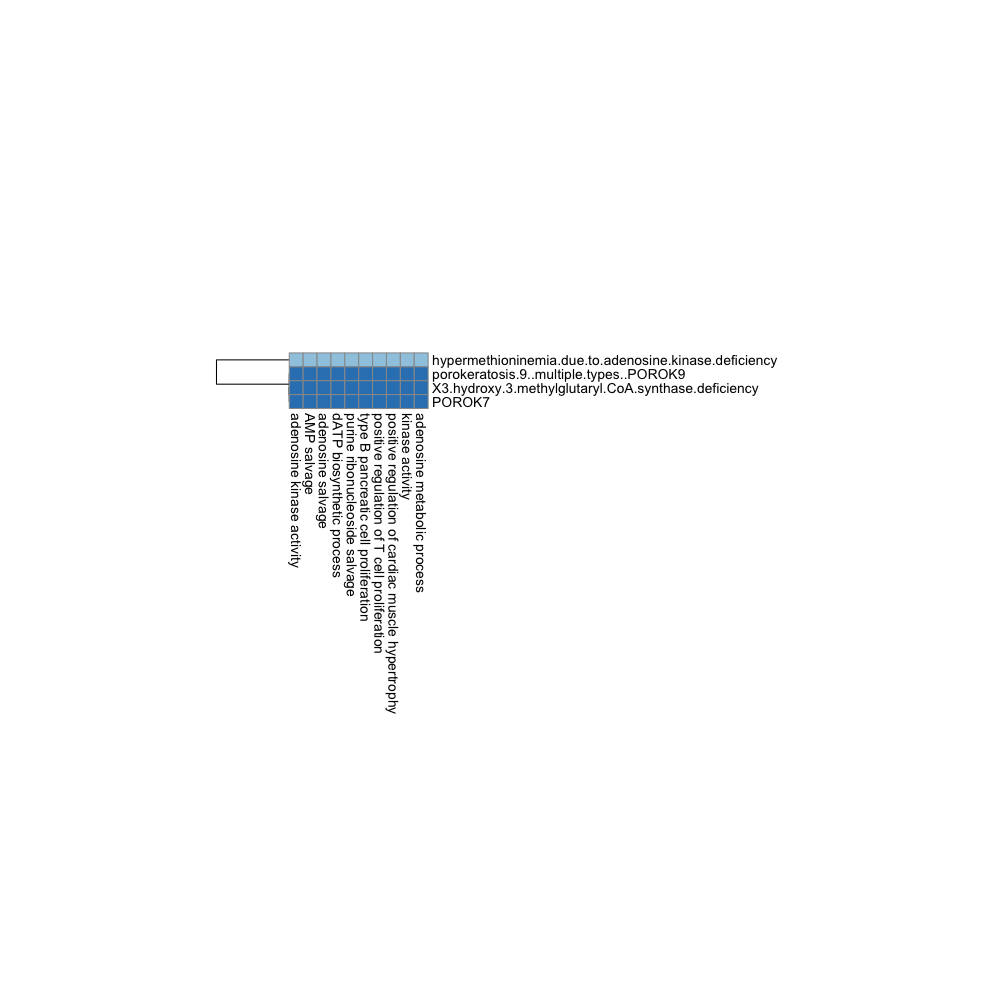 hypermethioninemia.due.to.adenosine.kinase.deficiency
porokeratosis.9..multiple.types..POROK9
X3.hydroxy.3.methylglutaryl.CoA.synthase.deficiency
POROK7
adenosine kinase activity
AMP salvage
adenosine salvage
dATP biosynthetic process
purine ribonucleoside salvage
type B pancreatic cell proliferation
positive regulation of T cell proliferation
positive regulation of cardiac muscle hypertrophy
kinase activity
adenosine metabolic process